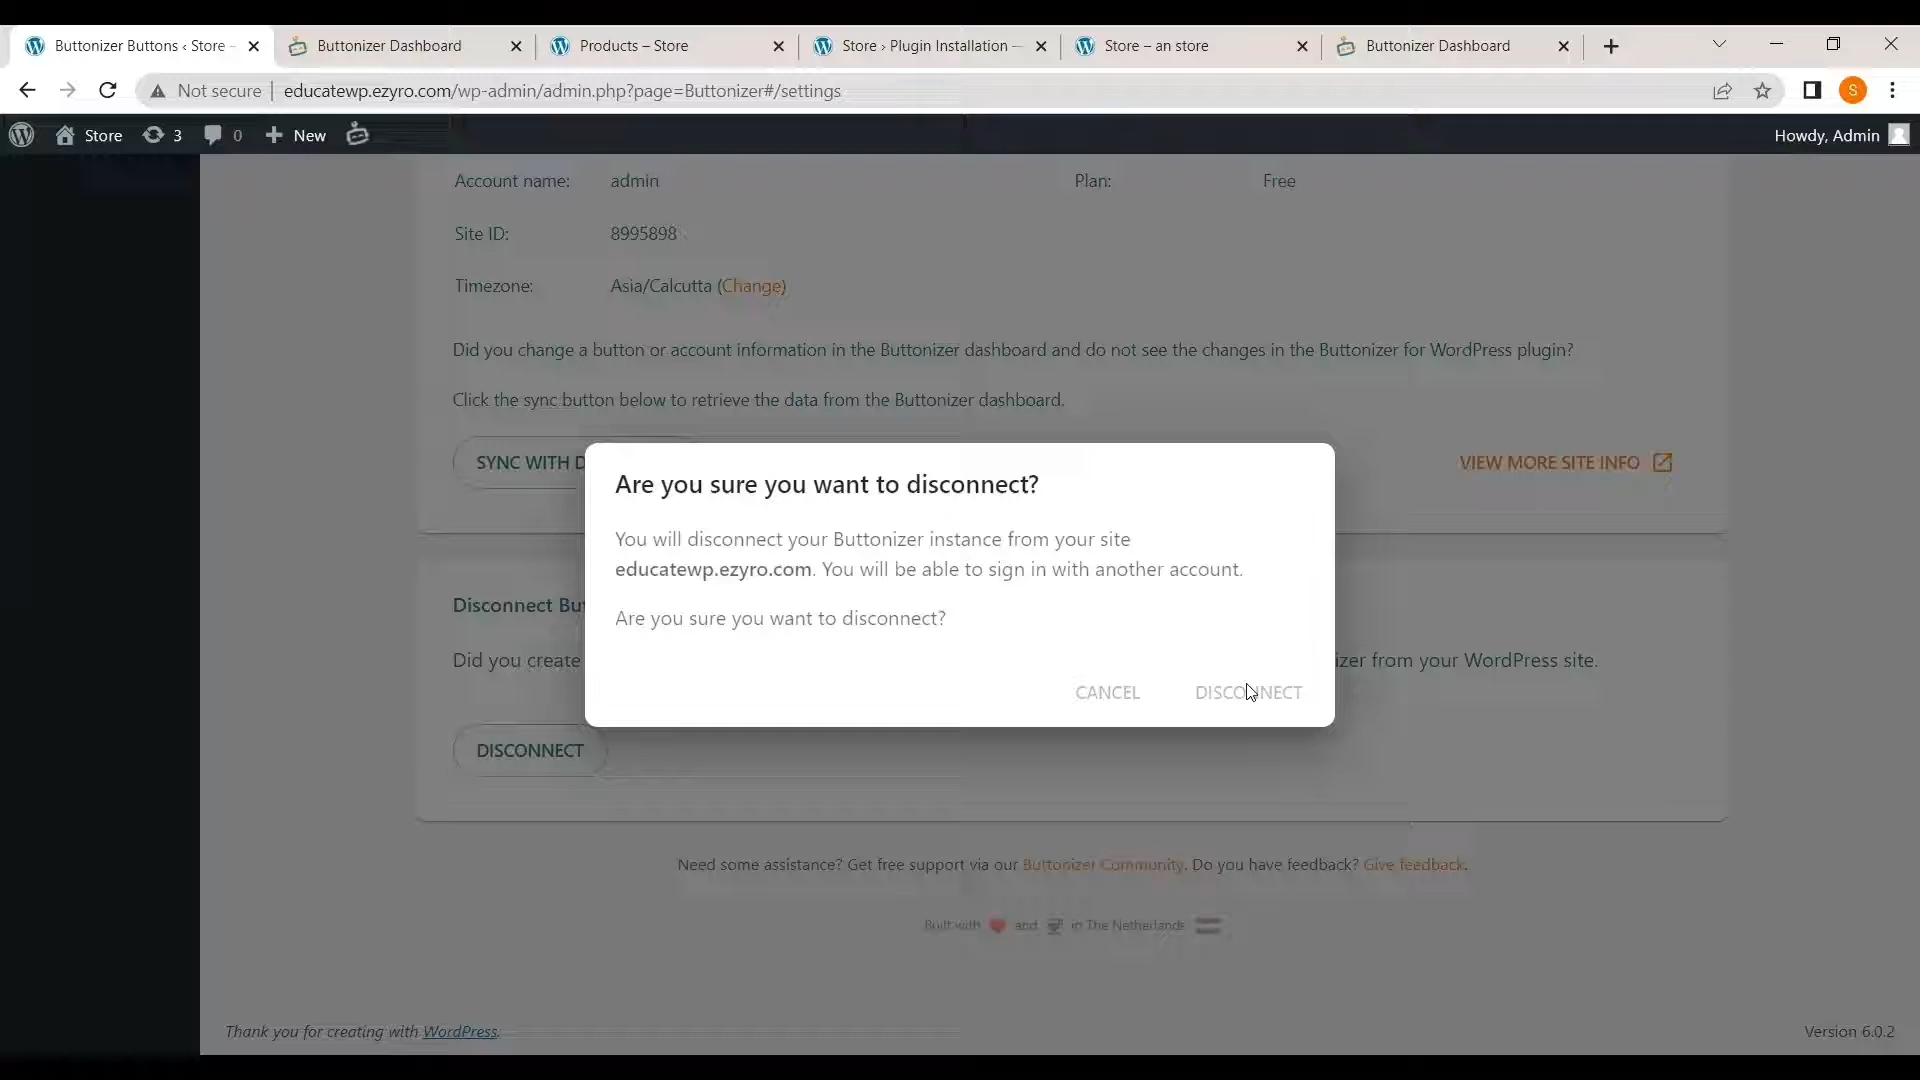 Buttonizer Buttons ‹ Store -
Buttonizer Dashboard
Products – Store
Store › Plugin Installation —
Store – an store
Buttonizer Dashboard
Not secure
educatewp.ezyro.com/wp-admin/admin.php?page=Buttonizer#/settings
S
Store
3
0
New
Howdy, Admin
Account name: admin Plan: Free
Site ID: 8995898
Timezone: Asia/Calcutta (Change)
Did you change a button or account information in the Buttonizer dashboard and do not see the changes in the Buttonizer for WordPress plugin?
Click the sync button below to retrieve the data from the Buttonizer dashboard.
SYNC WITH D
VIEW MORE SITE INFO
Are you sure you want to disconnect?
You will disconnect your Buttonizer instance from your site
educatewp.ezyro.com. You will be able to sign in with another account.
Are you sure you want to disconnect?
CANCEL DISCONNECT
Disconnect Bu
Did you create
izer from your WordPress site.
DISCONNECT
Need some assistance? Get free support via our Buttonizer Community. Do you have feedback? Give feedback.
Built with and in The Netherlands
Thank you for creating with WordPress.
Version 6.0.2